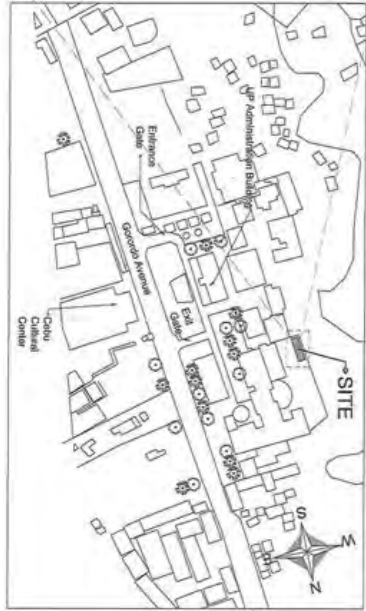 SITE
UP Administration Building
Entrance
Gate
Exit
Gate
Gorordo Avenue
Cebu
Cultural
Center
S
W
N
E